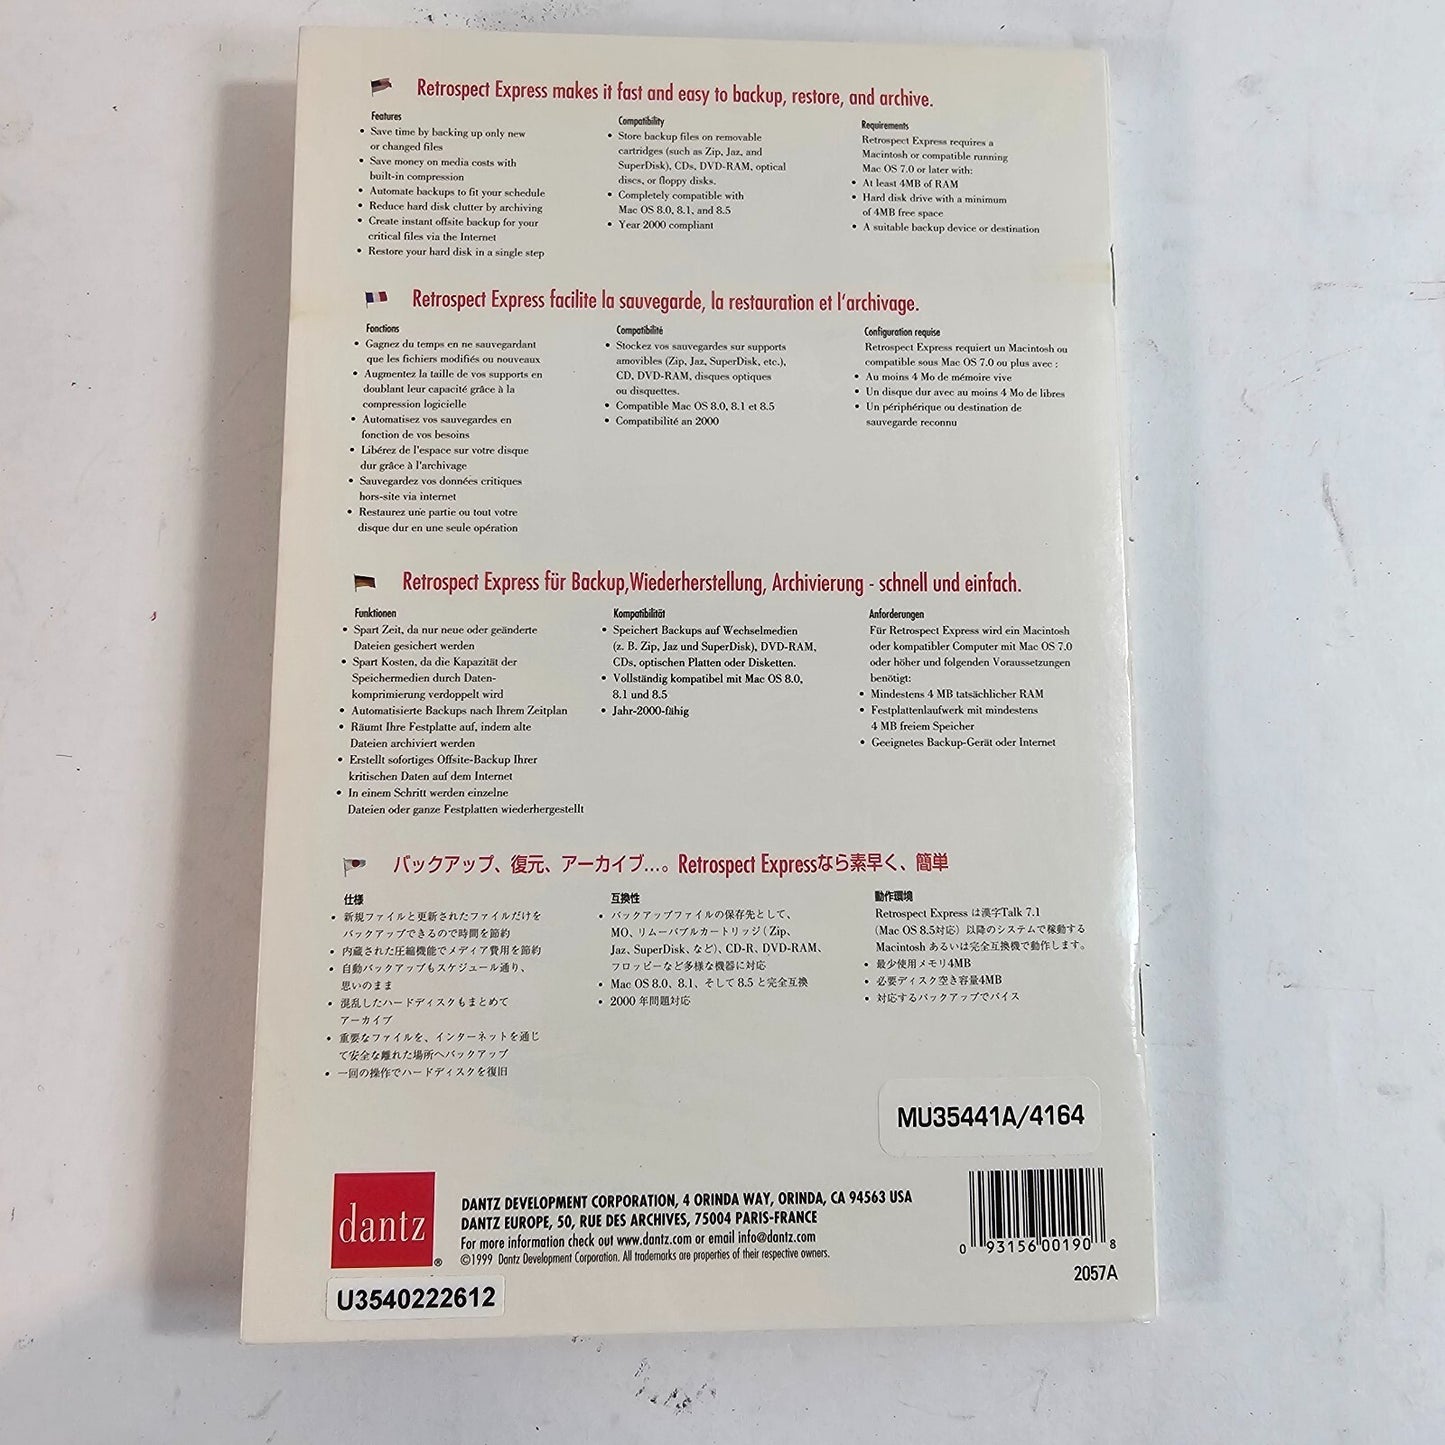 Retrospect Express makes it fast and easy to backup, restore, and archive.
Features
• Save time by backing up only new
or changed files
• Save money on media costs with
built-in compression
• Automate backups to fit your schedule
• Reduce hard disk clutter by archiving
• Create instant offsite backup for your
critical files via the Internet
• Restore your hard disk in a single step
Compatibility
• Store backup files on removable
cartridges (such as Zip, Jaz, and
SuperDisk), CDs, DVD-RAM, optical
discs, or floppy disks.
• Completely compatible with
Mac OS 8.0, 8.1, and 8.5
• Year 2000 compliant
Requirements
Retrospect Express requires a
Macintosh or compatible running
Mac OS 7.0 or later with:
• At least 4MB of RAM
• Hard disk drive with a minimum
of 4MB free space
• A suitable backup device or destination
Retrospect Express facilite la sauvegarde, la restauration et l'archivage.
Fonctions
• Gagnez du temps en ne sauvegardant
que les fichiers modifiés ou nouveaux
• Augmentez la taille de vos supports en
doublant leur capacité grâce à la
compression logicielle
• Automatisez vos sauvegardes en
fonction de vos besoins
• Libérez de l'espace sur votre disque
dur grâce à l'archivage
• Sauvegardez vos données critiques
hors-site via internet
• Restaurez une partie ou tout votre
disque dur en une seule opération
Compatibilité
• Stockez vos sauvegardes sur supports
amovibles (Zip, Jaz, SuperDisk, etc.),
CD, DVD-RAM, disques optiques
ou disquettes.
• Compatible Mac OS 8.0, 8.1 et 8.5
• Compatibilité an 2000
Configuration requise
Retrospect Express requiert un Macintosh ou
compatible sous Mac OS 7.0 ou plus avec :
• Au moins 4 Mo de mémoire vive
• Un disque dur avec au moins 4 Mo de libres
• Un périphérique ou destination de
sauvegarde reconnu
Retrospect Express für Backup,Wiederherstellung, Archivierung - schnell und einfach.
Funktionen
• Spart Zeit, da nur neue oder geänderte
Dateien gesichert werden
• Spart Kosten, da die Kapazität der
Speichermedien durch Daten-
komprimierung verdoppelt wird
• Automatisierte Backups nach Ihrem Zeitplan
• Räumt Ihre Festplatte auf, indem alte
Dateien archiviert werden
• Erstellt sofortiges Offsite-Backup Ihrer
kritischen Daten auf dem Internet
• In einem Schritt werden einzelne
Dateien oder ganze Festplatten wiederhergestellt
Kompatibilität
• Speichert Backups auf Wechselmedien
(z. B. Zip, Jaz und SuperDisk), DVD-RAM,
CDs, optischen Platten oder Disketten.
• Vollständig kompatibel mit Mac OS 8.0,
8.1 und 8.5
• Jahr-2000-fähig
Anforderungen
Für Retrospect Express wird ein Macintosh
oder kompatibler Computer mit Mac OS 7.0
oder höher und folgenden Voraussetzungen
benötigt:
• Mindestens 4 MB tatsächlicher RAM
• Festplattenlaufwerk mit mindestens
4 MB freiem Speicher
• Geeignetes Backup-Gerät oder Internet
バックアップ、復元、アーカイブ...。Retrospect Expressなら素早く、簡単
仕様
• 新規ファイルと更新されたファイルだけを
バックアップできるので時間を節約
• 内蔵された圧縮機能でメディア費用を節約
• 自動バックアップもスケジュール通り、
思いのまま
• 混乱したハードディスクもまとめて
アーカイブ
• 重要なファイルを、インターネットを通じ
て安全な離れた場所へバックアップ
• 一回の操作でハードディスクを復旧
互換性
• バックアップファイルの保存先として、
MO、リムーバブルカートリッジ（Zip、
Jaz、SuperDisk、など）、CD-R、DVD-RAM、
フロッピーなど多様な機器に対応
• Mac OS 8.0、8.1、そして 8.5 と完全互換
• 2000 年問題対応
動作環境
Retrospect Express は漢字Talk 7.1
（Mac OS 8.5対応）以降のシステムで稼動する
Macintosh あるいは完全互換機で動作します。
• 最少使用メモリ4MB
• 必要ディスク空き容量4MB
• 対応するバックアップでバイス
MU35441A/4164
dantz®
DANTZ DEVELOPMENT CORPORATION, 4 ORINDA WAY, ORINDA, CA 94563 USA
DANTZ EUROPE, 50, RUE DES ARCHIVES, 75004 PARIS-FRANCE
For more information check out www.dantz.com or email info@dantz.com
©1999 Dantz Development Corporation. All trademarks are properties of their respective owners.
0 93156 00190 8
2057A
U3540222612